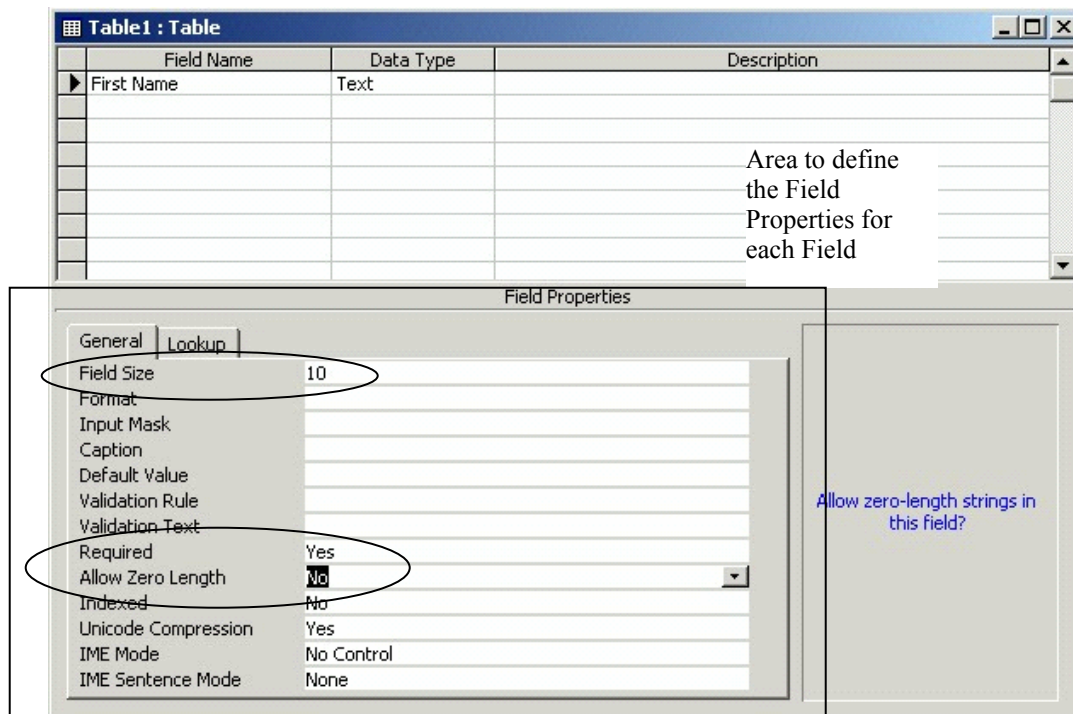 Table1 : Table
Field Name Data Type Description
First Name Text
Area to define
the Field
Properties for
each Field
Field Properties
General Lookup
Field Size 10
Format
Input Mask
Caption
Default Value
Validation Rule
Validation Text
Required Yes
Allow Zero Length No
Indexed No
Unicode Compression Yes
IME Mode No Control
IME Sentence Mode None
Allow zero-length strings in
this field?